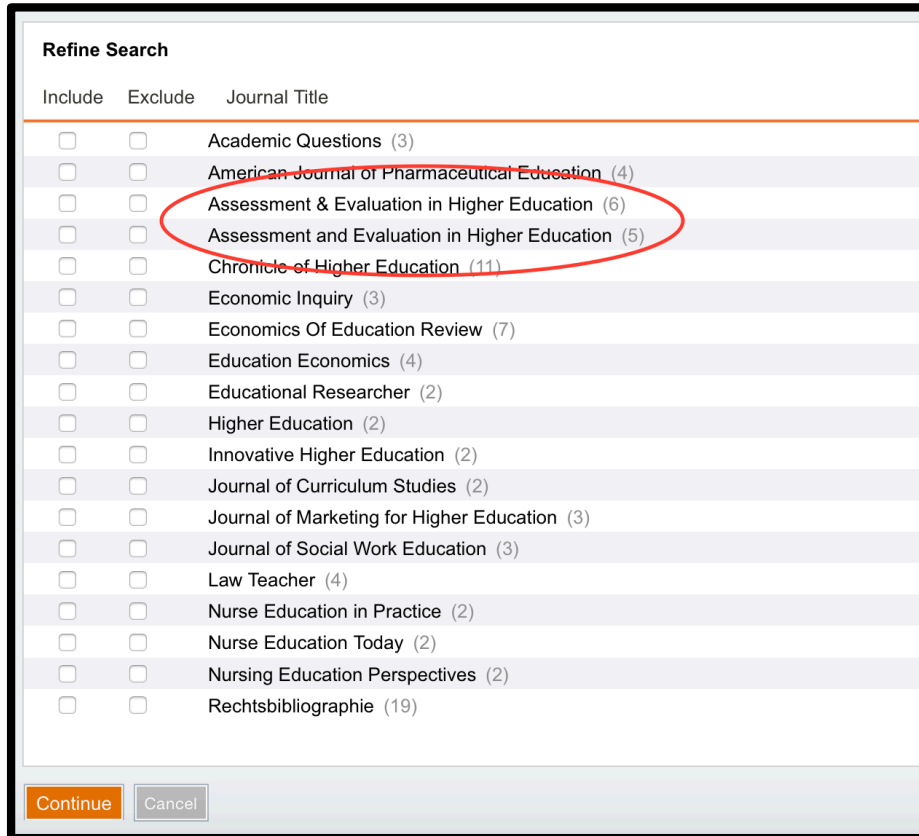 Refine Search
Include Exclude Journal Title
Academic Questions (3)
American Journal of Pharmaceutical Education (4)
Assessment & Evaluation in Higher Education (6)
Assessment and Evaluation in Higher Education (5)
Chronicle of Higher Education (11)
Economic Inquiry (3)
Economics Of Education Review (7)
Education Economics (4)
Educational Researcher (2)
Higher Education (2)
Innovative Higher Education (2)
Journal of Curriculum Studies (2)
Journal of Marketing for Higher Education (3)
Journal of Social Work Education (3)
Law Teacher (4)
Nurse Education in Practice (2)
Nurse Education Today (2)
Nursing Education Perspectives (2)
Rechtsbibliographie (19)
Continue Cancel